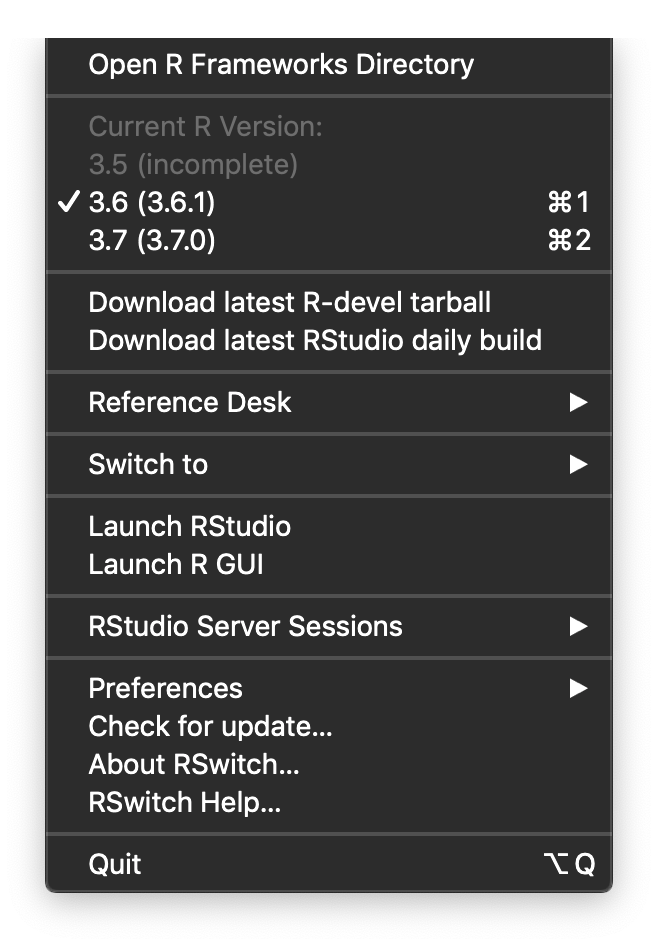 Open R Frameworks Directory
Current R Version:
3.5 (incomplete)
✓ 3.6 (3.6.1) ⌘1
3.7 (3.7.0) ⌘2
Download latest R-devel tarball
Download latest RStudio daily build
Reference Desk ▶
Switch to ▶
Launch RStudio
Launch R GUI
RStudio Server Sessions ▶
Preferences ▶
Check for update...
About RSwitch...
RSwitch Help...
Quit ⌥Q